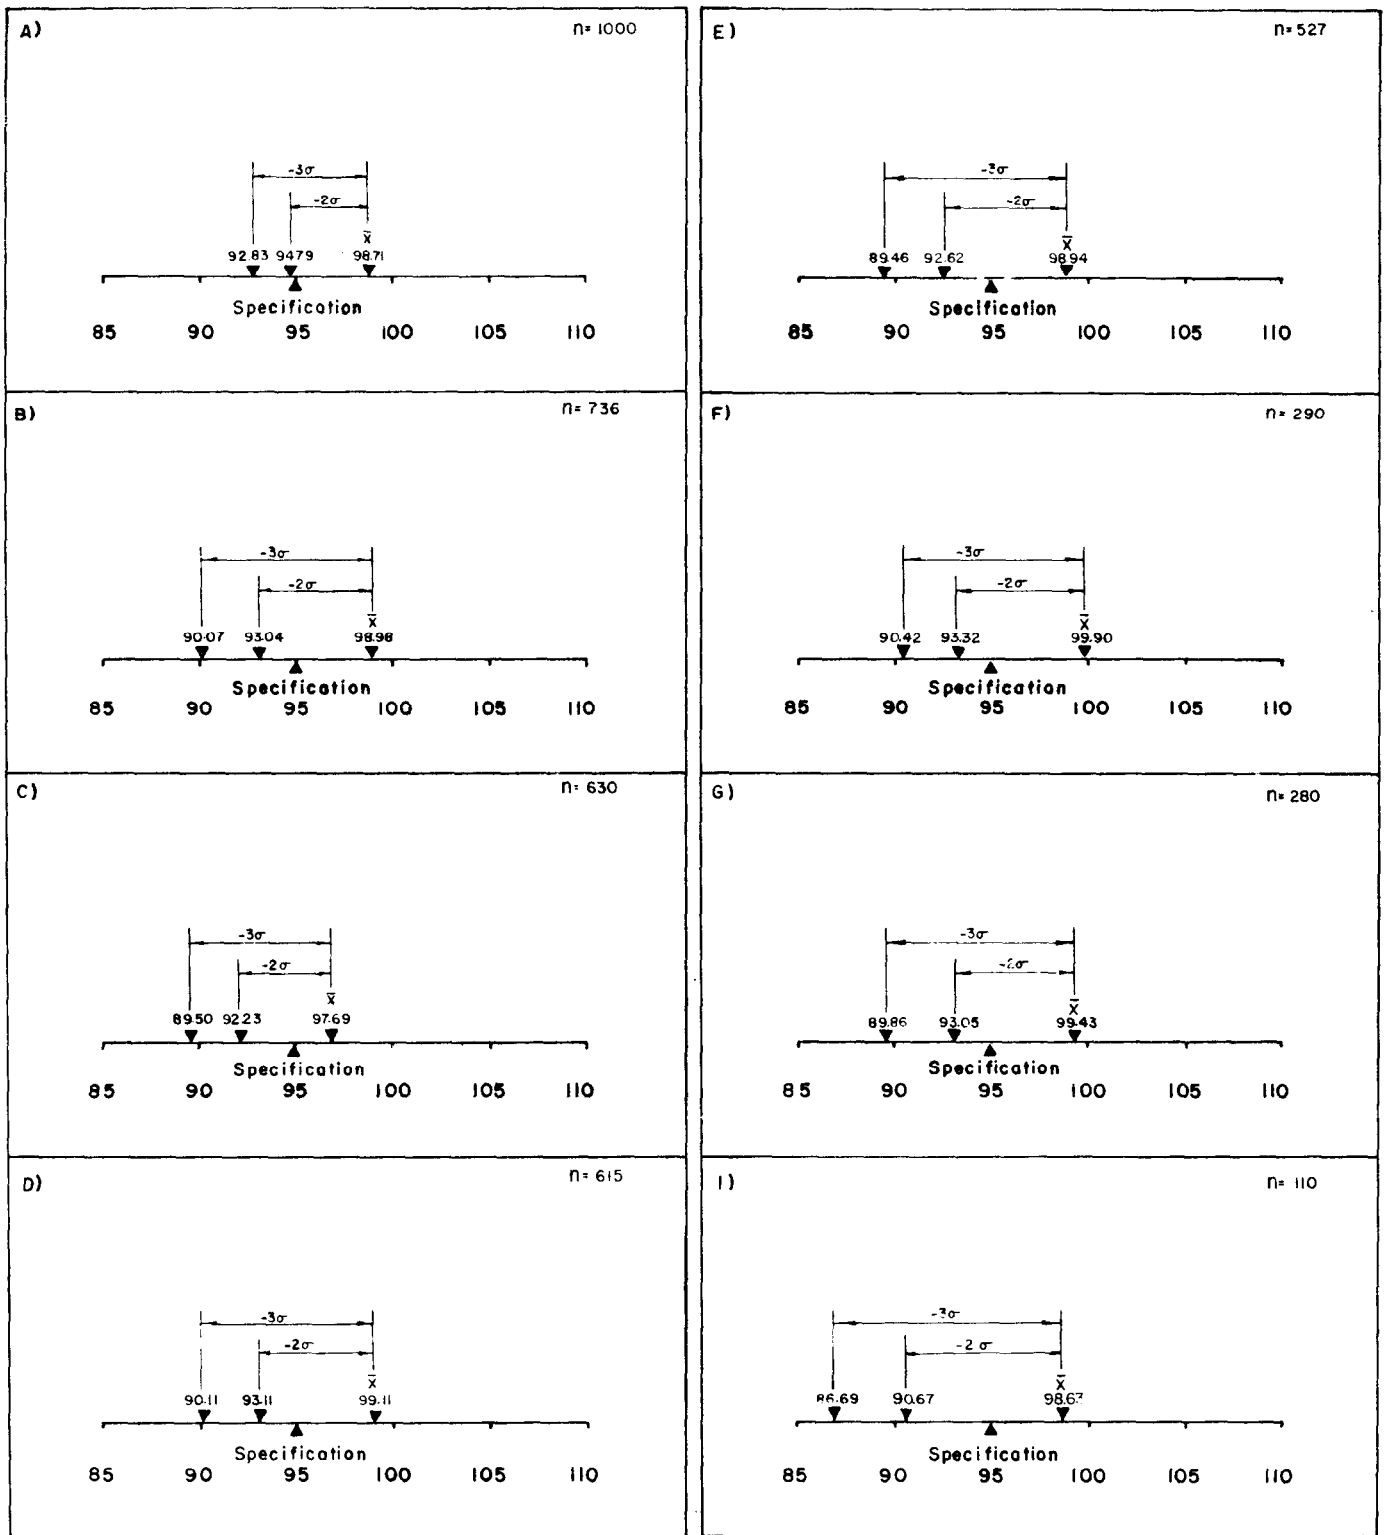 A)
n= 1000
-3σ
-2σ
x̄
92.83 94.79 98.71
Specification
85 90 95 100 105 110
B)
n= 736
-3σ
-2σ
x̄
90.07 93.04 98.98
Specification
85 90 95 100 105 110
C)
n= 630
-3σ
-2σ
x̄
89.50 92.23 97.69
Specification
85 90 95 100 105 110
D)
n= 615
-3σ
-2σ
x̄
90.11 93.11 99.11
Specification
85 90 95 100 105 110
E)
n= 527
-3σ
-2σ
x̄
89.46 92.62 98.94
Specification
85 90 95 100 105 110
F)
n= 290
-3σ
-2σ
x̄
90.42 93.32 99.90
Specification
85 90 95 100 105 110
G)
n= 280
-3σ
-2σ
x̄
89.86 93.05 99.43
Specification
85 90 95 100 105 110
I)
n= 110
-3σ
-2σ
x̄
86.69 90.67 98.63
Specification
85 90 95 100 105 110